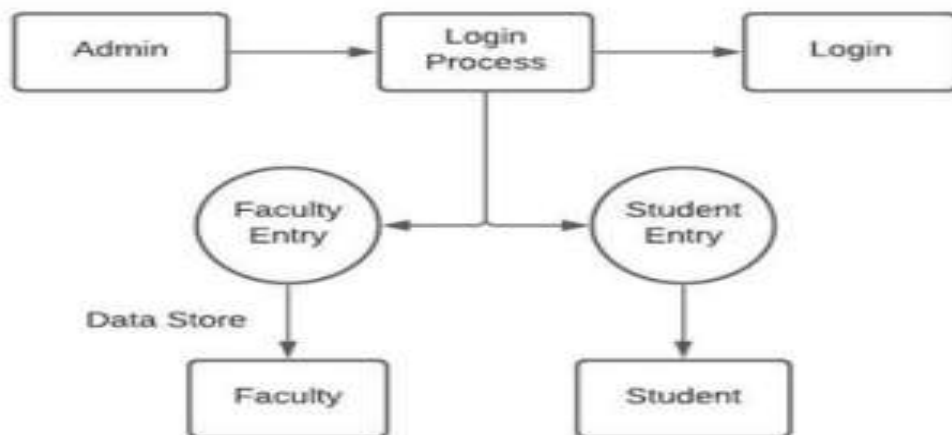 Admin
Login
Process
Login
Faculty
Entry
Student
Entry
Data Store
Faculty
Student